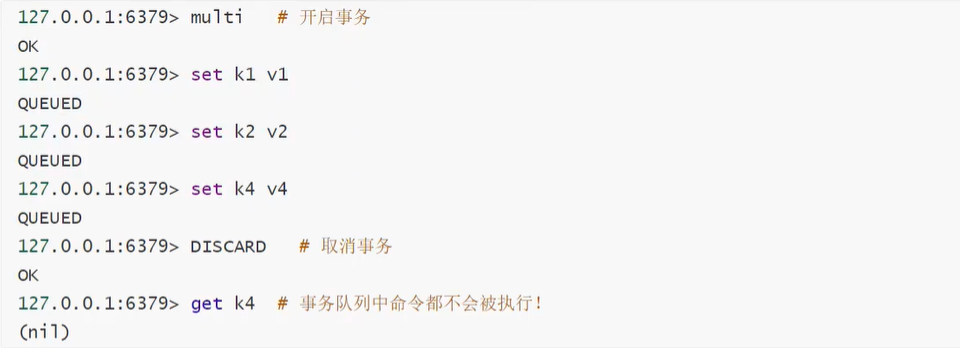 127.0.0.1:6379> multi   # 开启事务
OK
127.0.0.1:6379> set k1 v1
QUEUED
127.0.0.1:6379> set k2 v2
QUEUED
127.0.0.1:6379> set k4 v4
QUEUED
127.0.0.1:6379> DISCARD   # 取消事务
OK
127.0.0.1:6379> get k4  # 事务队列中命令都不会被执行！
(nil)